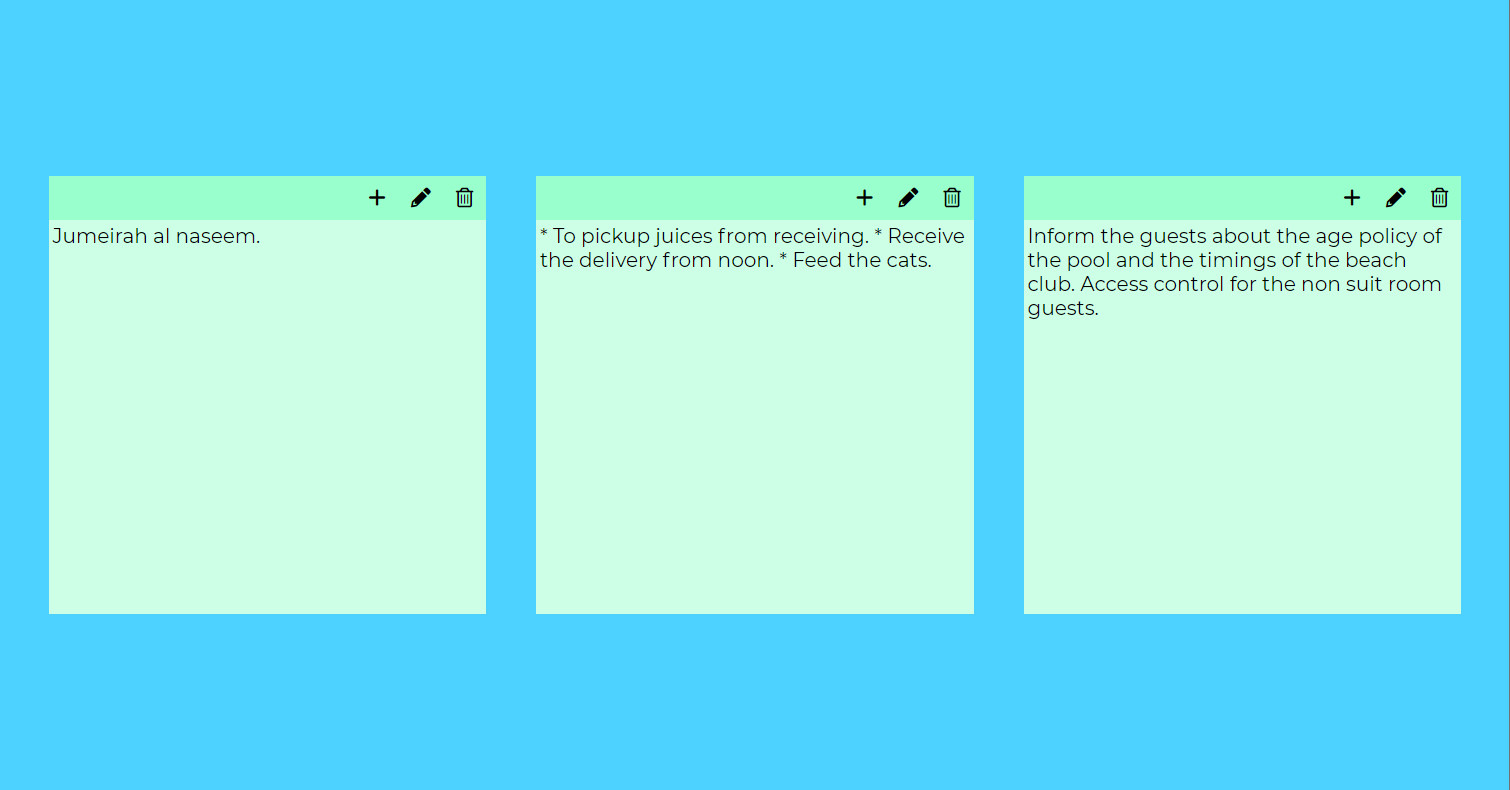 Jumeirah al naseem.
* To pickup juices from receiving. * Receive
the delivery from noon. * Feed the cats.
Inform the guests about the age policy of
the pool and the timings of the beach
club. Access control for the non suit room
guests.